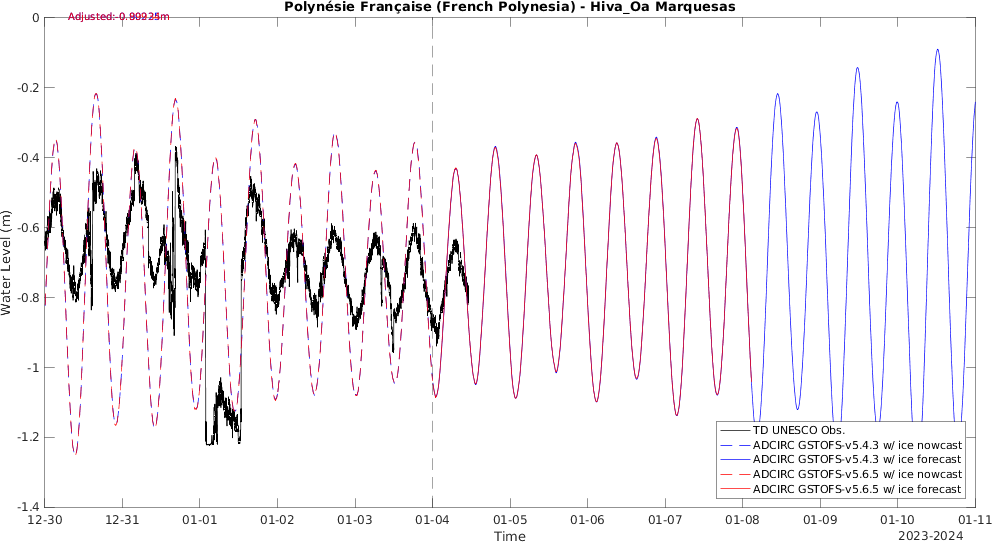 Polynésie Française (French Polynesia) - Hiva_Oa Marquesas
Adjusted:
0
-0.2
-0.4
-0.6
-0.8
-1
-1.2
-1.4
Water Level (m)
TD UNESCO Obs.
ADCIRC GSTOFS-v5.4.3 w/ ice nowcast
ADCIRC GSTOFS-v5.4.3 w/ ice forecast
ADCIRC GSTOFS-v5.6.5 w/ ice nowcast
ADCIRC GSTOFS-v5.6.5 w/ ice forecast
12-30 12-31 01-01 01-02 01-03 01-04 01-05 01-06 01-07 01-08 01-09 01-10 01-11
Time
2023-2024